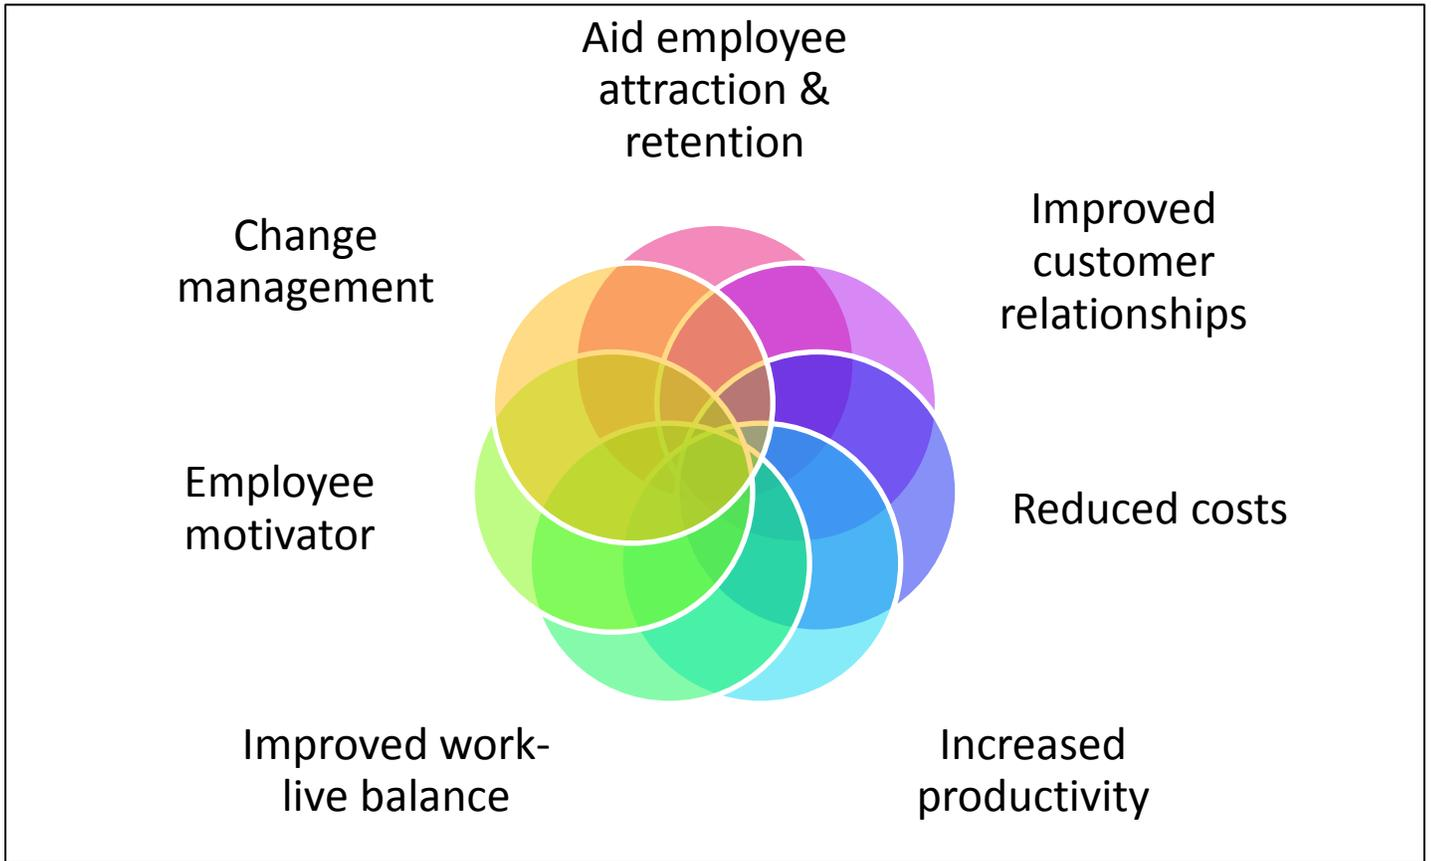 Aid employee
attraction &
retention
Improved
customer
relationships
Reduced costs
Increased
productivity
Improved work-
live balance
Employee
motivator
Change
management